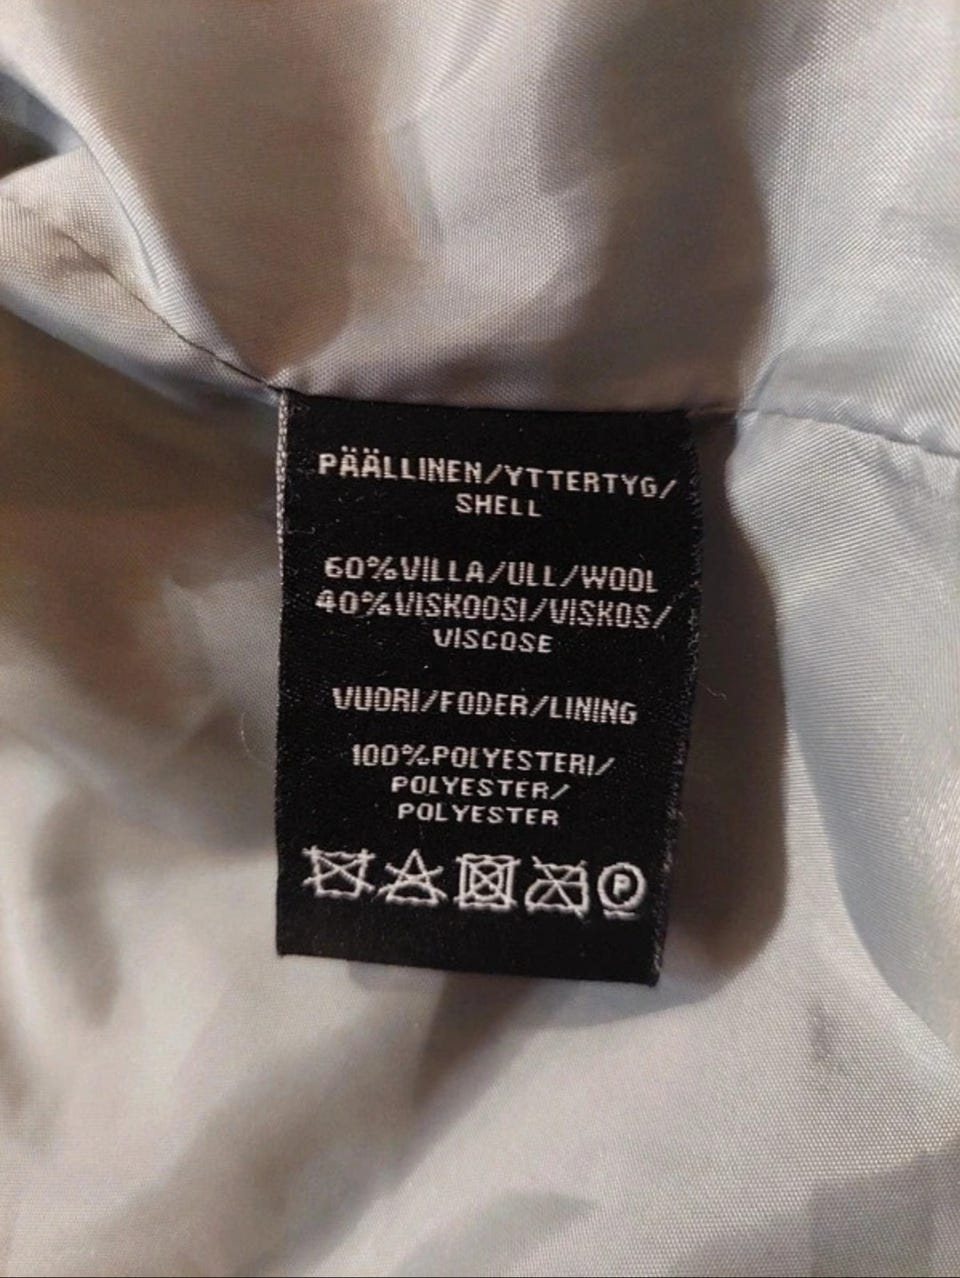 PÄÄLLINEN/YTTERTYG/
SHELL
60%VILLA/ULL/WOOL
40%VISKOOSI/VISKOS/
VISCOSE
VUORI/FODER/LINING
100%POLYESTERI/
POLYESTER/
POLYESTER
P